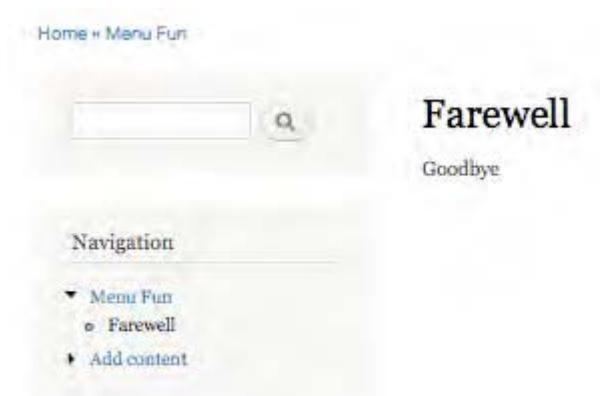 Home » Menu Fun
Farewell
Goodbye
Navigation
Menu Fun
Farewell
Add content